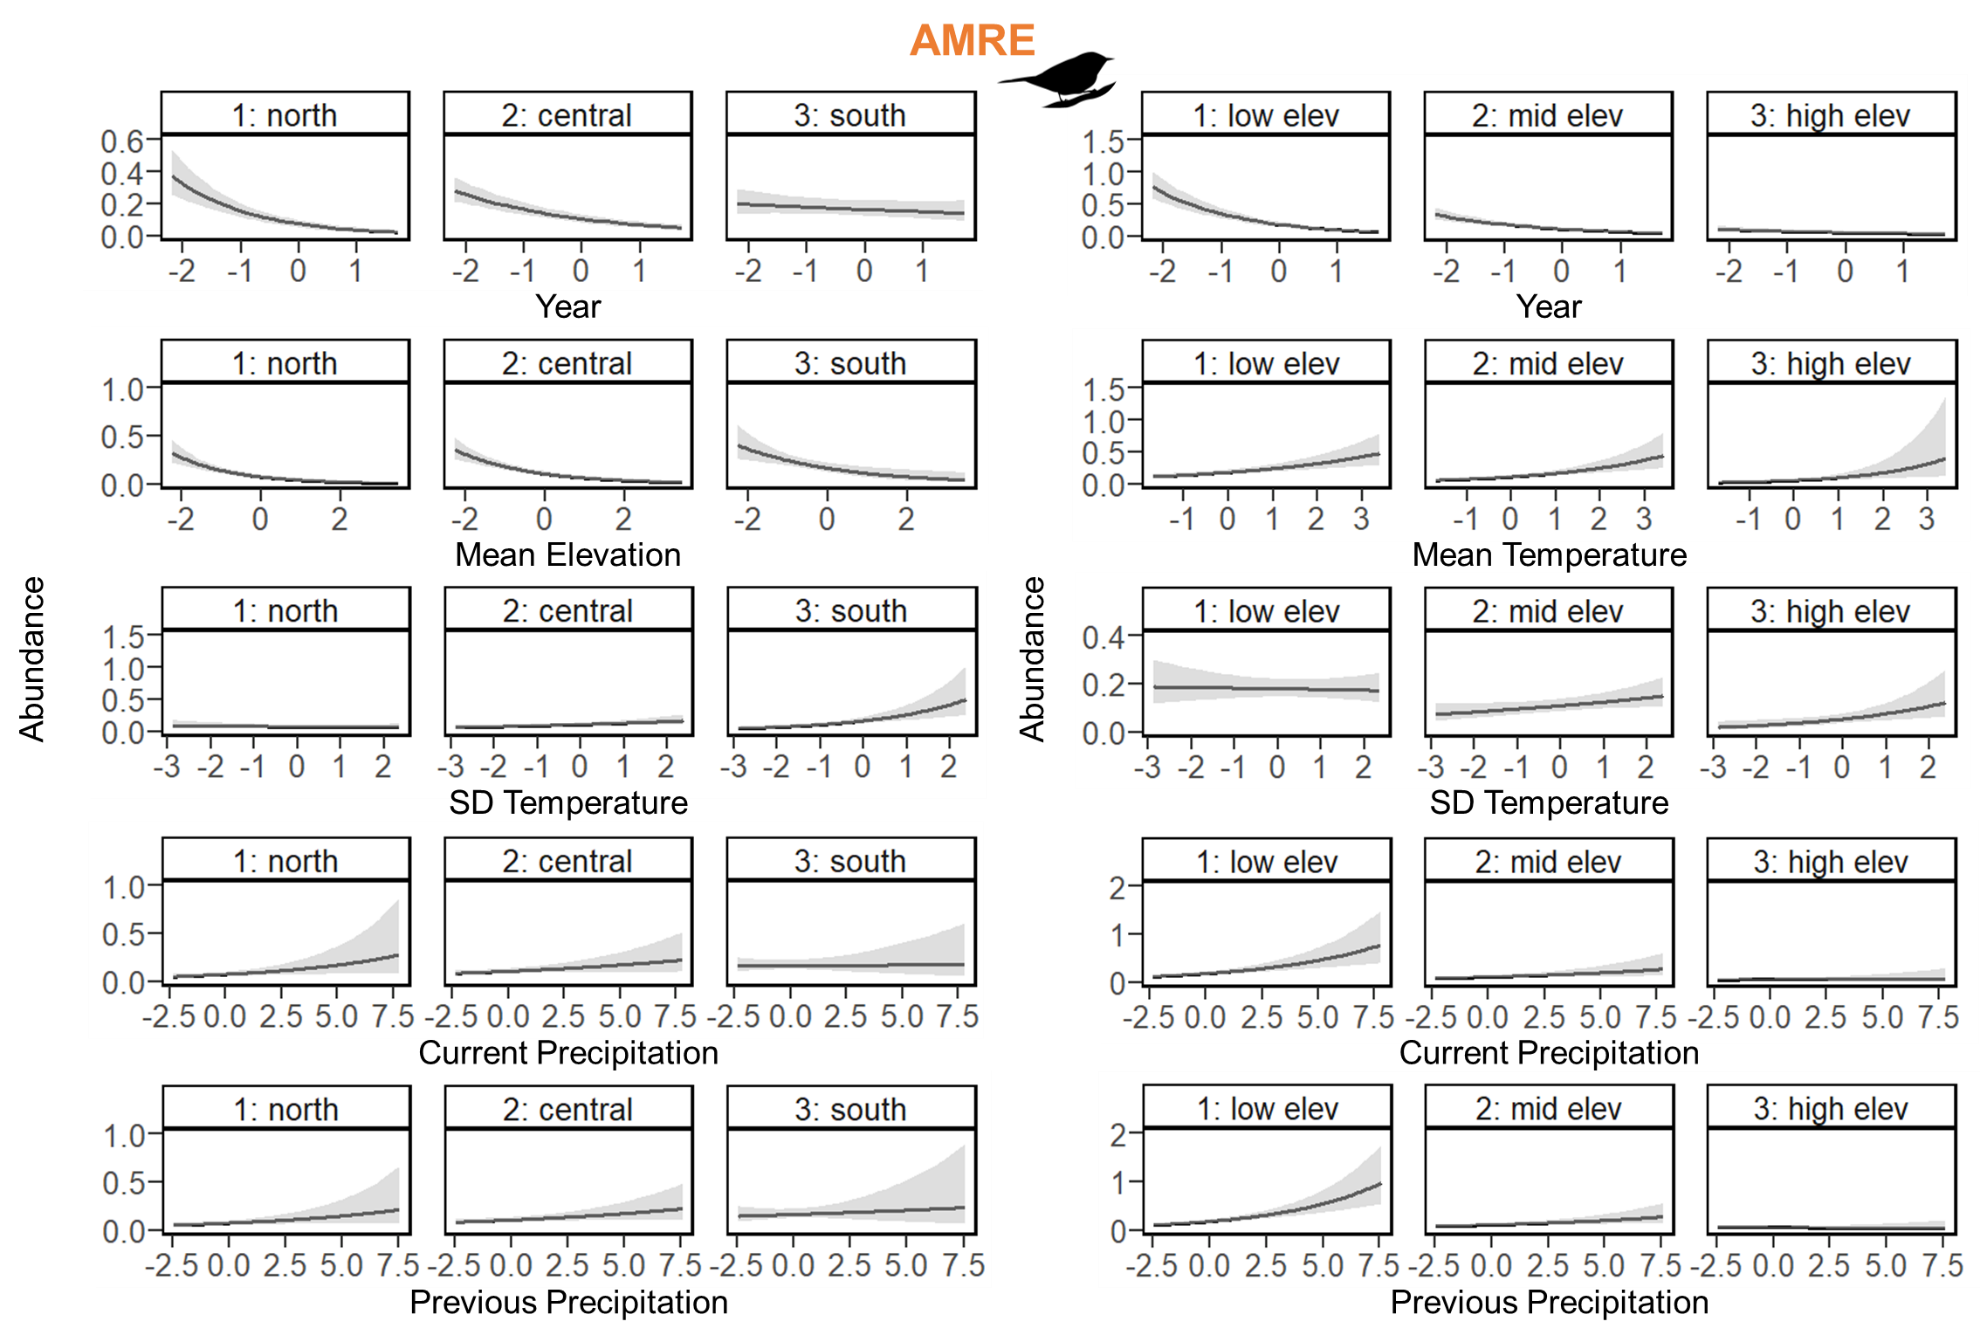 AMRE
1: north 2: central 3: south
0.6
0.4
0.2
0.0
-2 -1 0 1 -2 -1 0 1 -2 -1 0 1
Year
1: north 2: central 3: south
1.0
0.5
0.0
-2 0 2 -2 0 2 -2 0 2
Mean Elevation
Abundance
1: north 2: central 3: south
1.5
1.0
0.5
0.0
-3 -2 -1 0 1 2 -3 -2 -1 0 1 2 -3 -2 -1 0 1 2
SD Temperature
1: north 2: central 3: south
1.0
0.5
0.0
-2.5 0.0 2.5 5.0 7.5 -2.5 0.0 2.5 5.0 7.5 -2.5 0.0 2.5 5.0 7.5
Current Precipitation
1: north 2: central 3: south
1.0
0.5
0.0
-2.5 0.0 2.5 5.0 7.5 -2.5 0.0 2.5 5.0 7.5 -2.5 0.0 2.5 5.0 7.5
Previous Precipitation
1: low elev 2: mid elev 3: high elev
1.5
1.0
0.5
0.0
-2 -1 0 1 -2 -1 0 1 -2 -1 0 1
Year
1: low elev 2: mid elev 3: high elev
1.5
1.0
0.5
0.0
-1 0 1 2 3 -1 0 1 2 3 -1 0 1 2 3
Mean Temperature
Abundance
1: low elev 2: mid elev 3: high elev
0.4
0.2
0.0
-3 -2 -1 0 1 2 -3 -2 -1 0 1 2 -3 -2 -1 0 1 2
SD Temperature
1: low elev 2: mid elev 3: high elev
2
1
0
-2.5 0.0 2.5 5.0 7.5 -2.5 0.0 2.5 5.0 7.5 -2.5 0.0 2.5 5.0 7.5
Current Precipitation
1: low elev 2: mid elev 3: high elev
2
1
0
-2.5 0.0 2.5 5.0 7.5 -2.5 0.0 2.5 5.0 7.5 -2.5 0.0 2.5 5.0 7.5
Previous Precipitation